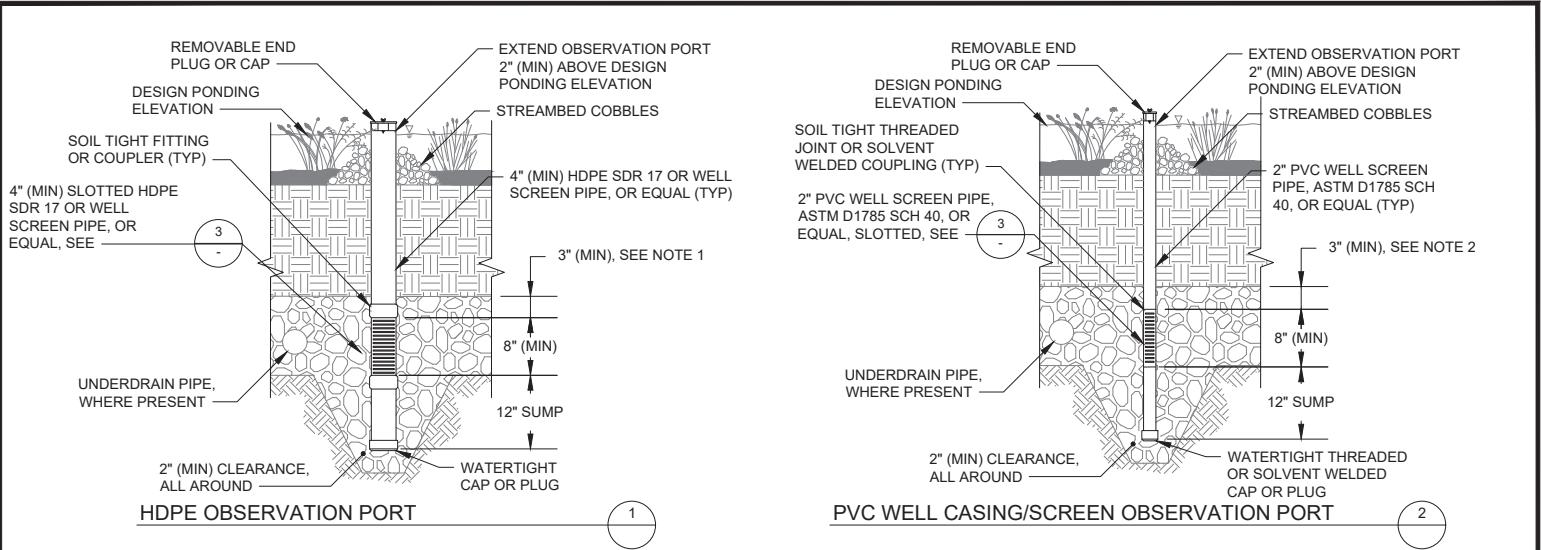 REMOVABLE END
PLUG OR CAP
DESIGN PONDING
ELEVATION
SOIL TIGHT FITTING
OR COUPLER (TYP)
4" (MIN) SLOTTED HDPE
SDR 17 OR WELL
SCREEN PIPE, OR
EQUAL, SEE
3
-
UNDERDRAIN PIPE,
WHERE PRESENT
2" (MIN) CLEARANCE,
ALL AROUND
EXTEND OBSERVATION PORT
2" (MIN) ABOVE DESIGN
PONDING ELEVATION
STREAMBED COBBLES
4" (MIN) HDPE SDR 17 OR WELL
SCREEN PIPE, OR EQUAL (TYP)
3" (MIN), SEE NOTE 1
8" (MIN)
12" SUMP
WATERTIGHT
CAP OR PLUG
HDPE OBSERVATION PORT
1
REMOVABLE END
PLUG OR CAP
DESIGN PONDING
ELEVATION
SOIL TIGHT THREADED
JOINT OR SOLVENT
WELDED COUPLING (TYP)
2" PVC WELL SCREEN PIPE,
ASTM D1785 SCH 40, OR
EQUAL, SLOTTED, SEE
3
-
UNDERDRAIN PIPE,
WHERE PRESENT
2" (MIN) CLEARANCE,
ALL AROUND
EXTEND OBSERVATION PORT
2" (MIN) ABOVE DESIGN
PONDING ELEVATION
STREAMBED COBBLES
2" PVC WELL SCREEN
PIPE, ASTM D1785 SCH
40, OR EQUAL (TYP)
3" (MIN), SEE NOTE 2
8" (MIN)
12" SUMP
WATERTIGHT THREADED
OR SOLVENT WELDED
CAP OR PLUG
PVC WELL CASING/SCREEN OBSERVATION PORT
2